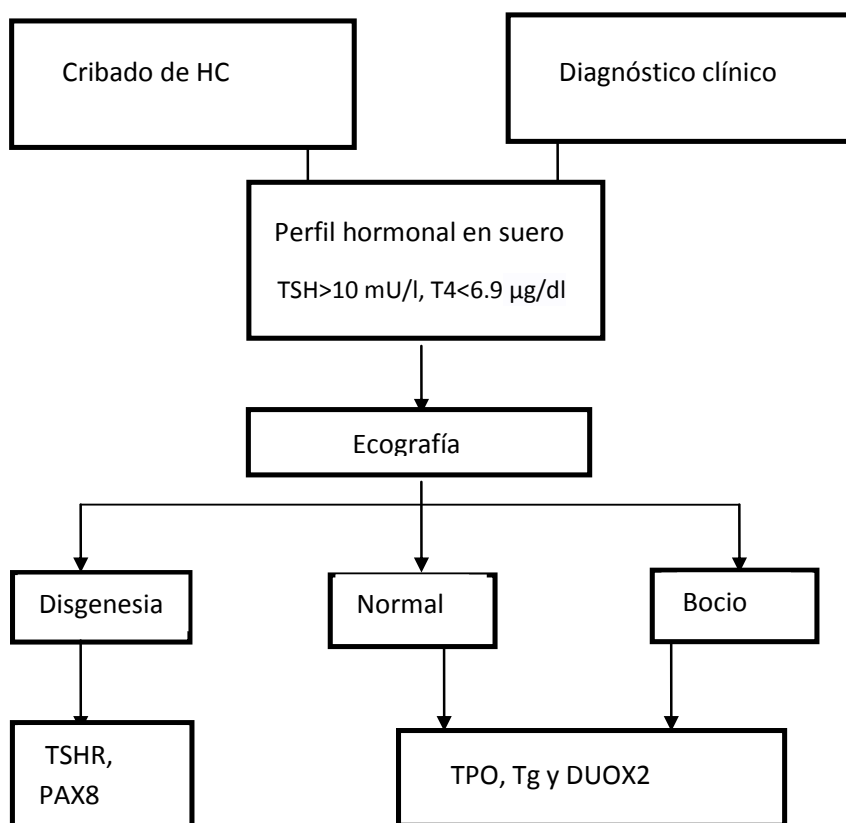 Cribado de HC
Diagnóstico clínico
Perfil hormonal en suero
TSH>10 mU/l, T4<6.9 µg/dl
Ecografía
Disgenesia
Normal
Bocio
TSHR,
PAX8
TPO, Tg y DUOX2